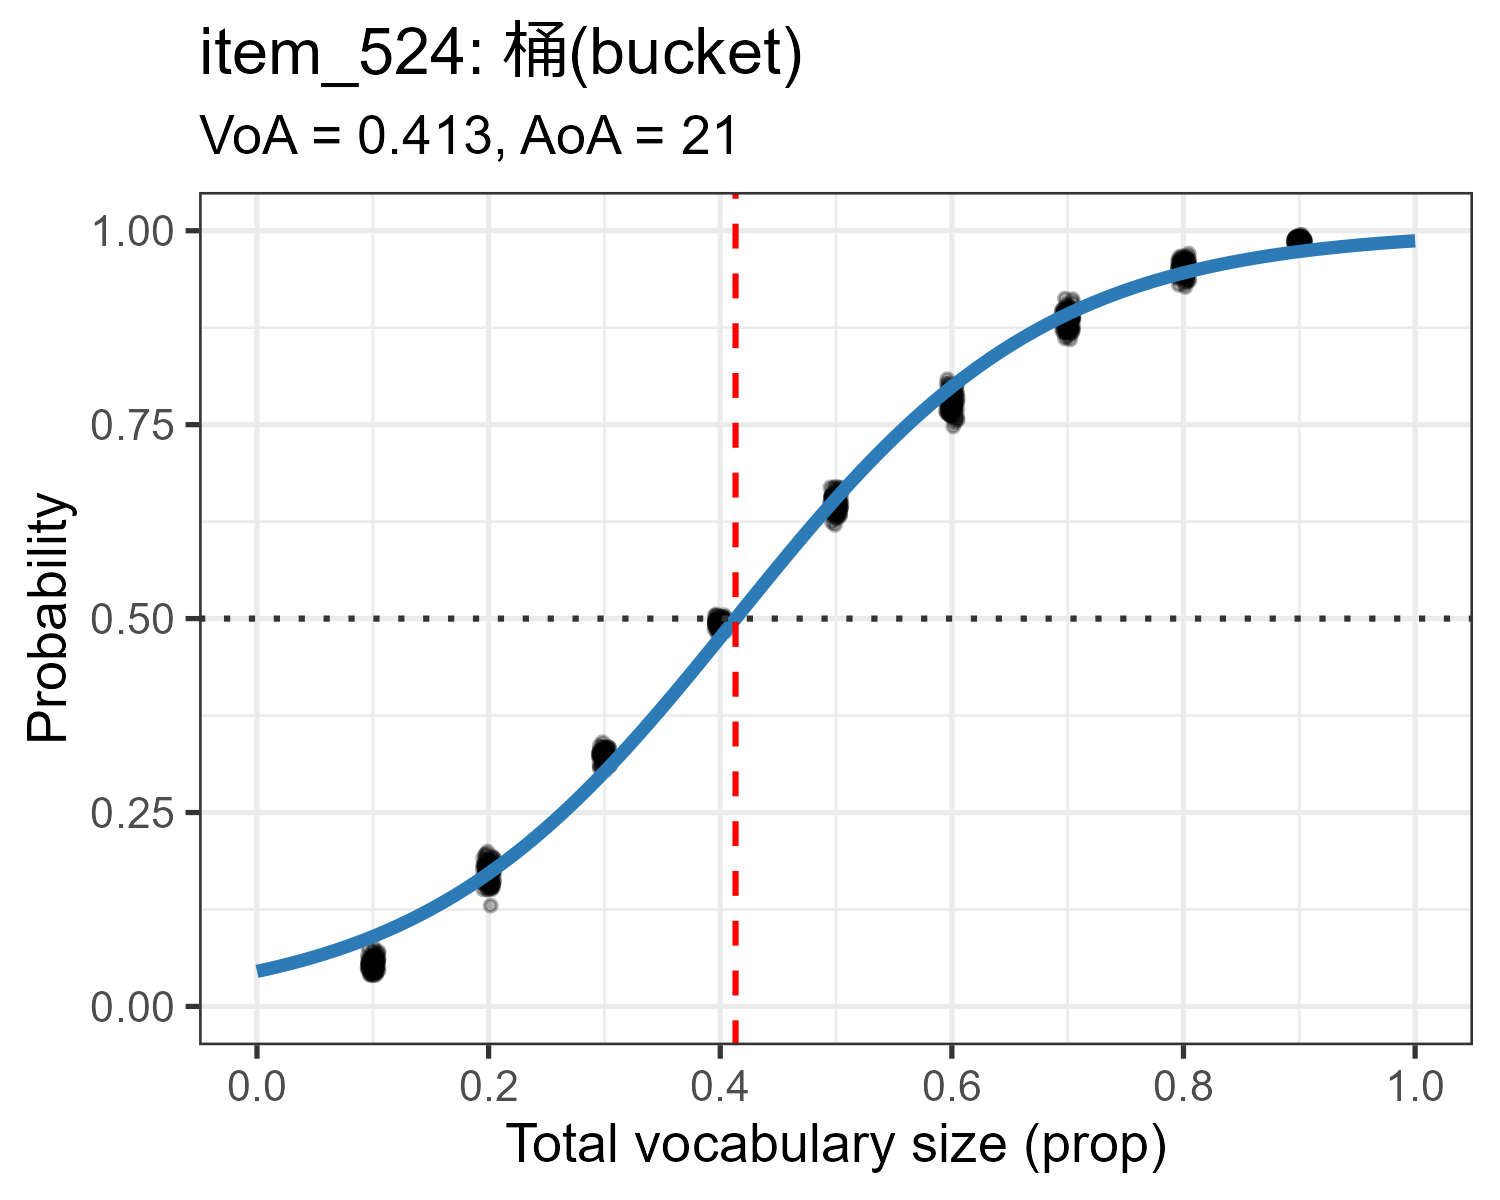 item_524: 桶(bucket)
VoA = 0.413, AoA = 21
Probability
1.00
0.75
0.50
0.25
0.00
0.0 0.2 0.4 0.6 0.8 1.0
Total vocabulary size (prop)